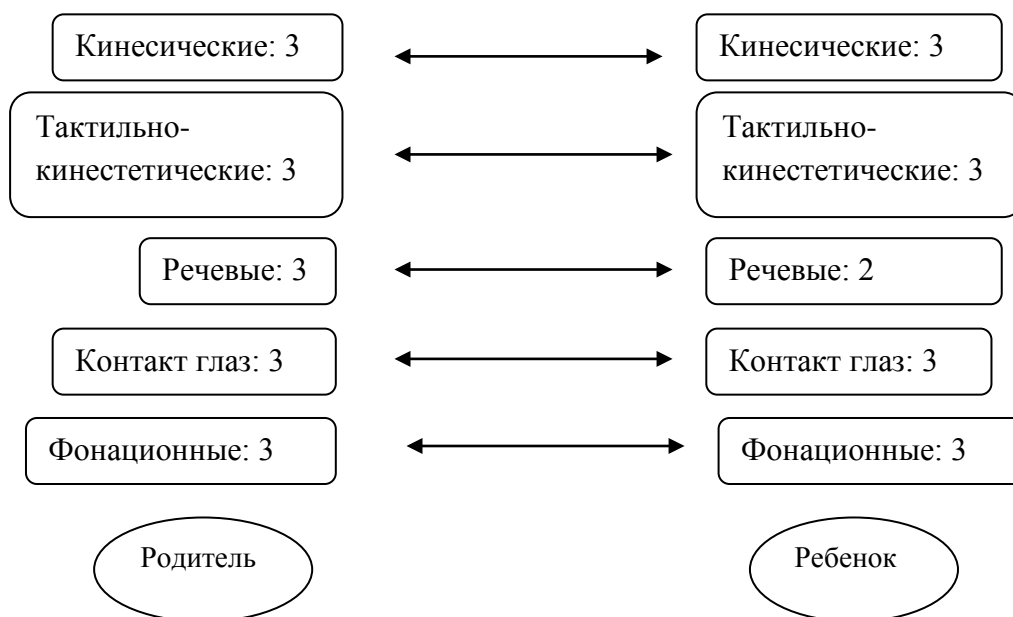 Кинесические: 3
Кинесические: 3
Тактильно-
кинестетические: 3
Тактильно-
кинестетические: 3
Речевые: 3
Речевые: 2
Контакт глаз: 3
Контакт глаз: 3
Фонационные: 3
Фонационные: 3
Родитель
Ребенок